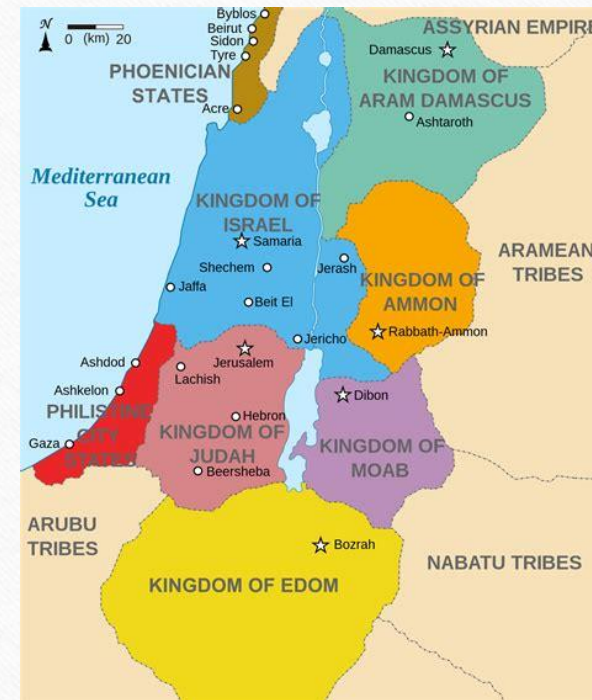 Byblos
Beirut
Sidon
Tyre
Acre
N
0 (km) 20
PHOENICIAN
STATES
ASSYRIAN EMPIRE
Damascus
KINGDOM OF
ARAM DAMASCUS
Ashtaroth
Mediterranean
Sea
KINGDOM OF
ISRAEL
Samaria
Shechem
Jerash
Jaffa
Beit El
Jericho
KINGDOM OF
AMMON
Rabbath-Ammon
ARAMEAN
TRIBES
Jerusalem
Lachish
Ashdod
Ashkelon
PHILISTINE
CITY
STATES
Gaza
Hebron
KINGDOM OF
JUDAH
Beersheba
Dibon
KINGDOM OF
MOAB
ARUBU
TRIBES
Bozrah
KINGDOM OF EDOM
NABATU TRIBES